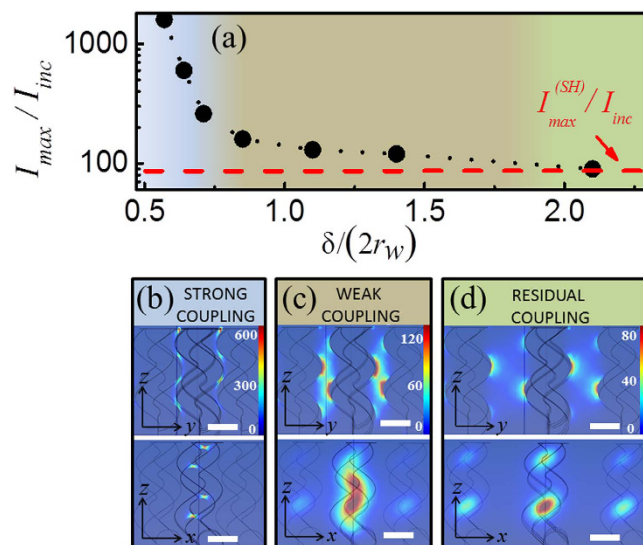 (a)
I_max / I_inc
1000
100
I_max^(SH) / I_inc
0.5 1.0 1.5 2.0
δ/(2r_w)
(b) STRONG COUPLING
(c) WEAK COUPLING
(d) RESIDUAL COUPLING
600
300
0
z
y
120
60
0
z
y
80
40
0
z
y
z
x
z
x
z
x